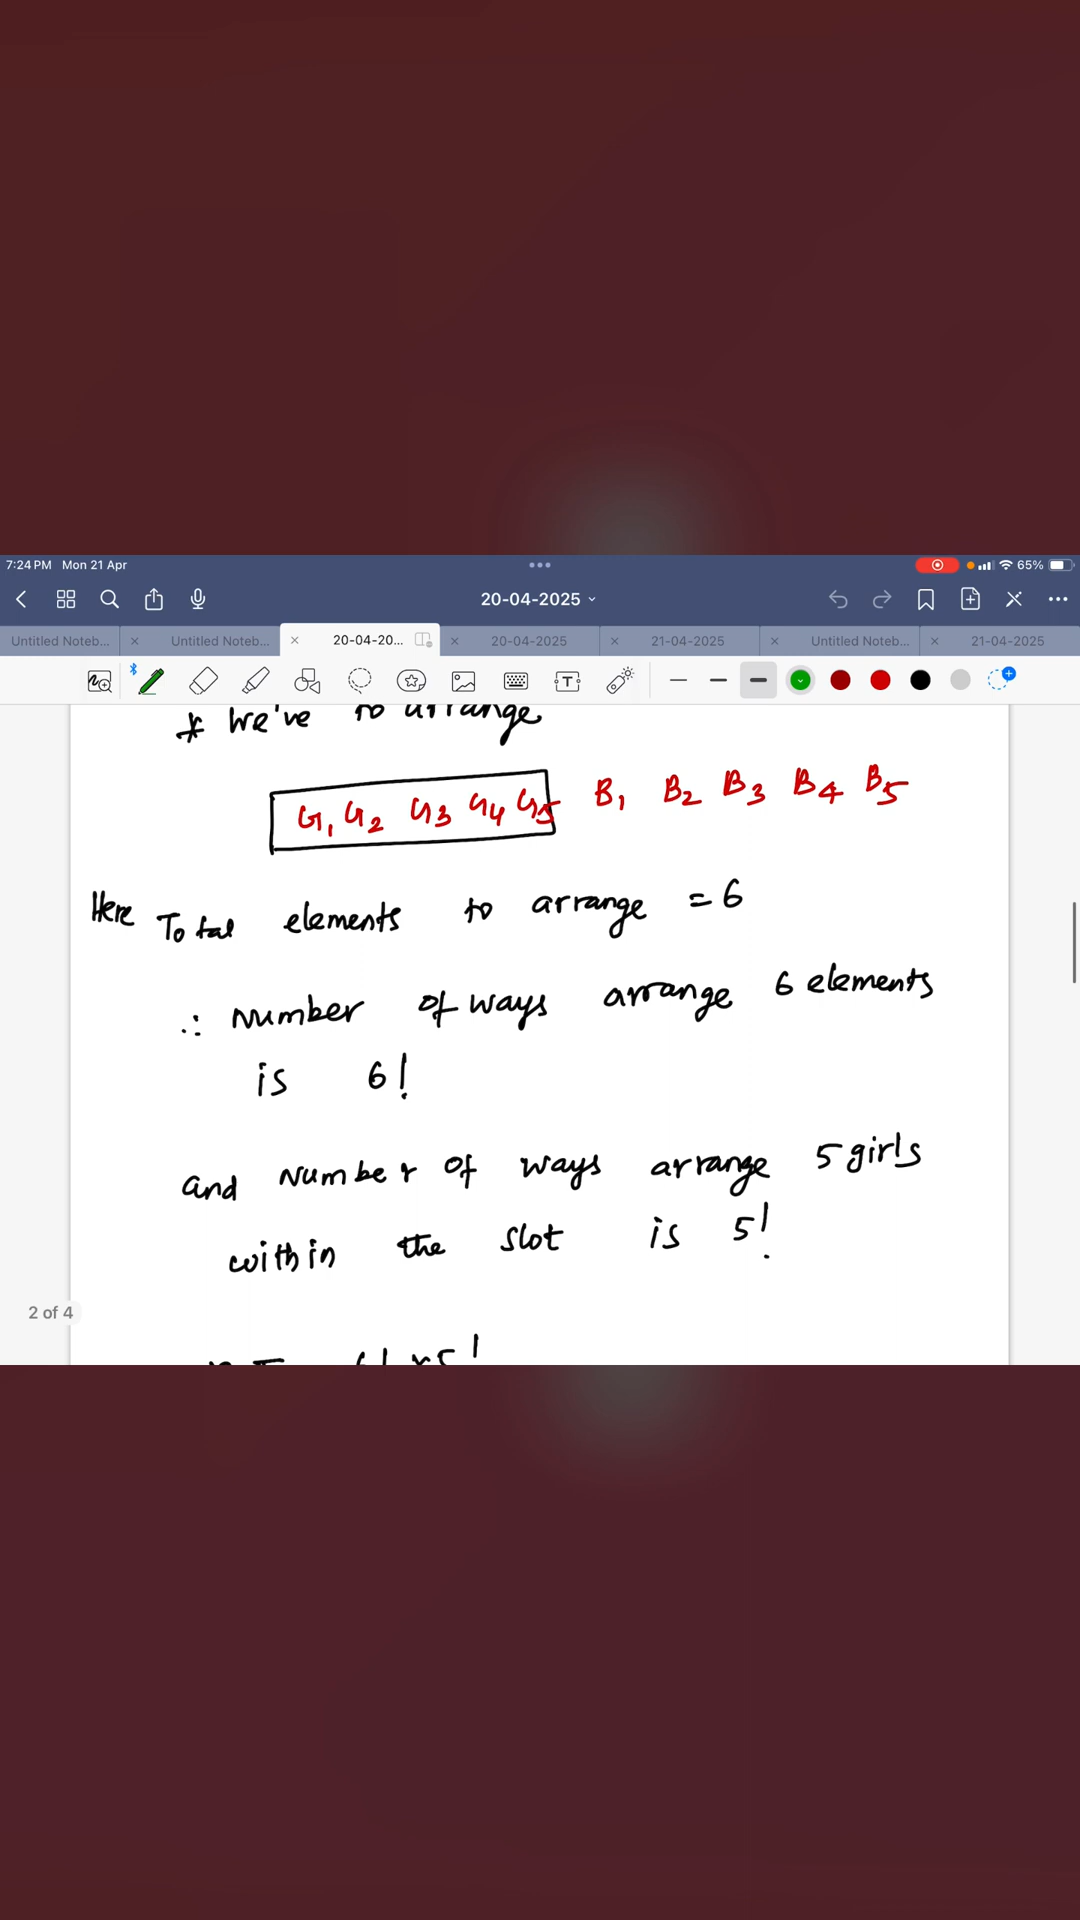 7:24 PM Mon 21 Apr
65%
20-04-2025
Untitled Noteb...
Untitled Noteb...
20-04-20...
20-04-2025
21-04-2025
Untitled Noteb...
21-04-2025
* We've to arrange
G1 G2 G3 G4 G5 B1 B2 B3 B4 B5
Here Total elements to arrange = 6
∴ Number of ways arrange 6 elements
is 6!
and Number of ways arrange 5 girls
within the slot is 5!
2 of 4
6! x 5!